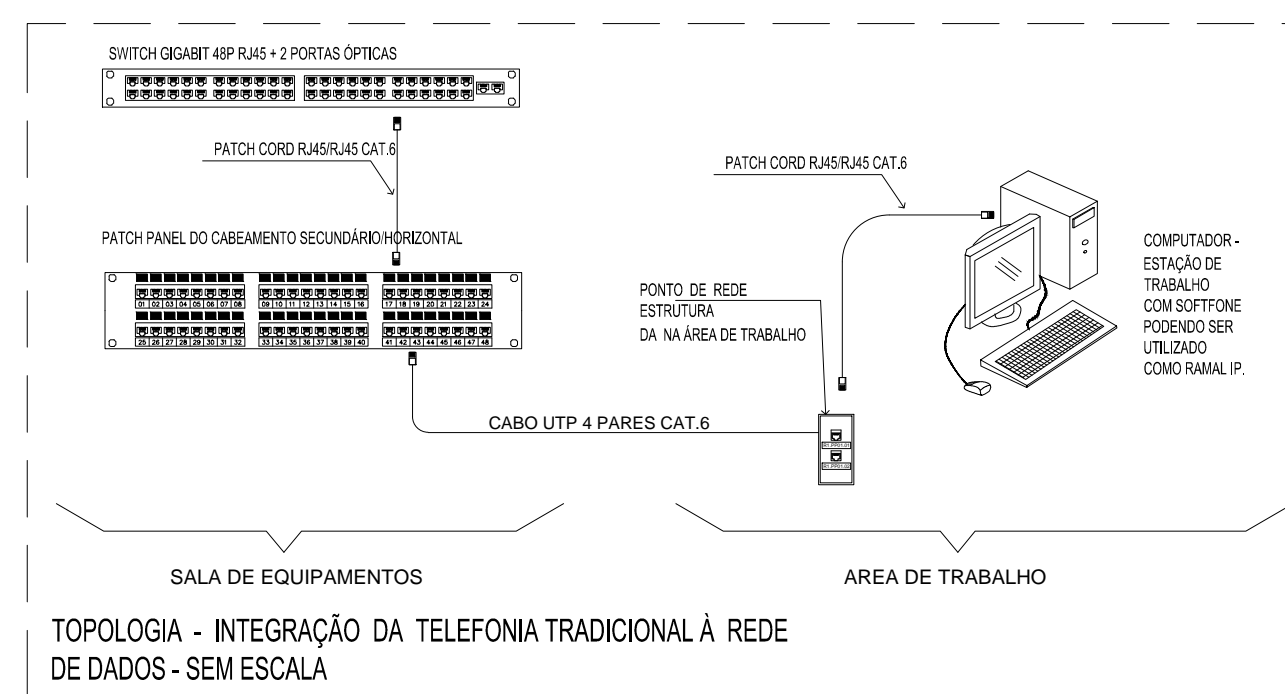 SWITCH GIGABIT 48P RJ45 + 2 PORTAS ÓPTICAS
PATCH CORD RJ45/RJ45 CAT.6
PATCH PANEL DO CABEAMENTO SECUNDÁRIO/HORIZONTAL
01 02 03 04 05 06 07 08 09 10 11 12 13 14 15 16 17 18 19 20 21 22 23 24
25 26 27 28 29 30 31 32 33 34 35 36 37 38 39 40 41 42 43 44 45 46 47 48
CABO UTP 4 PARES CAT.6
PATCH CORD RJ45/RJ45 CAT.6
PONTO DE REDE
ESTRUTURA
DA NA ÁREA DE TRABALHO
R1.PP01.01
R1.PP01.02
COMPUTADOR -
ESTAÇÃO DE
TRABALHO
COM SOFTFONE
PODENDO SER
UTILIZADO
COMO RAMAL IP.
SALA DE EQUIPAMENTOS
AREA DE TRABALHO
TOPOLOGIA - INTEGRAÇÃO DA TELEFONIA TRADICIONAL À REDE
DE DADOS - SEM ESCALA